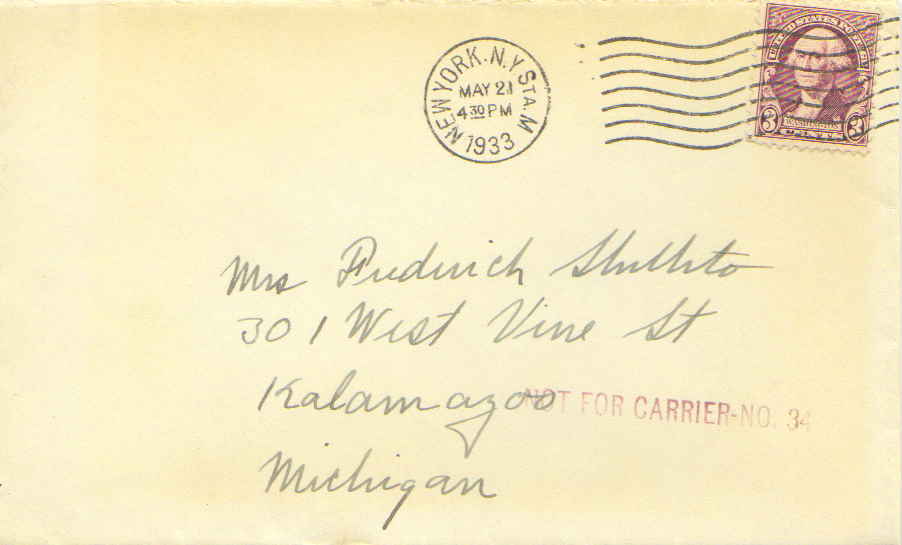 NEW YORK. N.Y STA. M
MAY 21
4 30 PM
1933
UNITED STATES POSTAGE
WASHINGTON
3 3
Mrs Frederick Shillito
301 West Vine St
Kalamazoo
NOT FOR CARRIER-NO. 34
Michigan